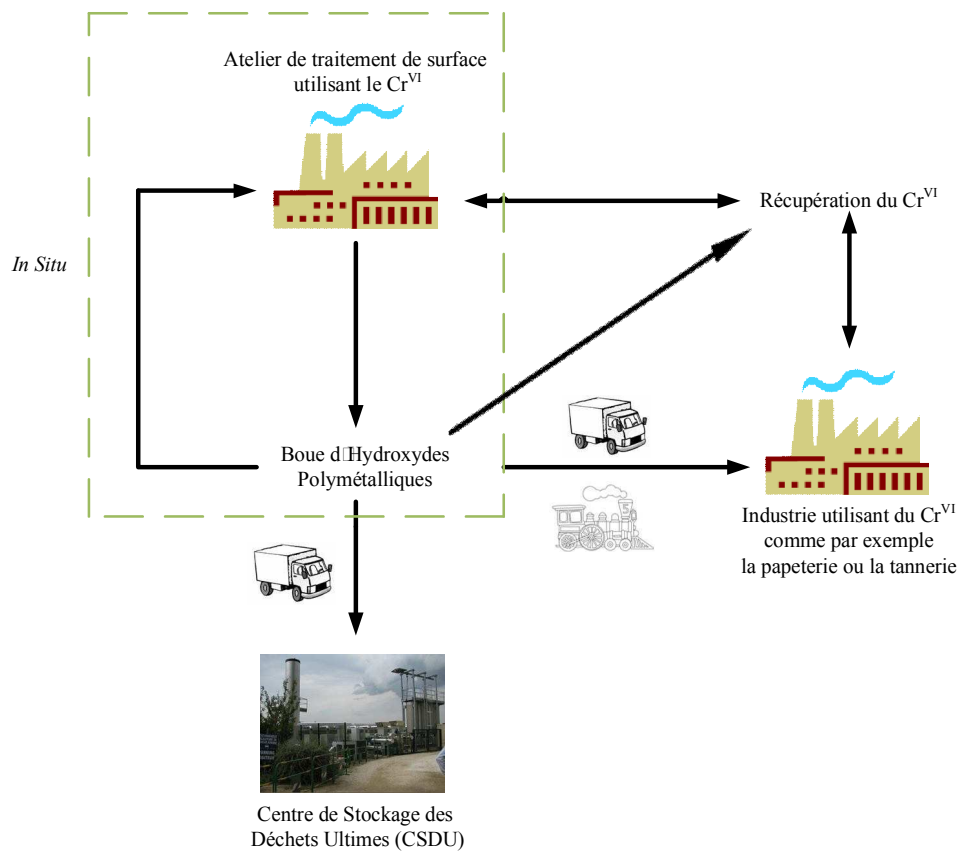 Atelier de traitement de surface
utilisant le Cr^VI
Récupération du Cr^VI
In Situ
Boue d□Hydroxydes
Polymétalliques
Industrie utilisant du Cr^VI
comme par exemple
la papeterie ou la tannerie
Centre de Stockage des
Déchets Ultimes (CSDU)